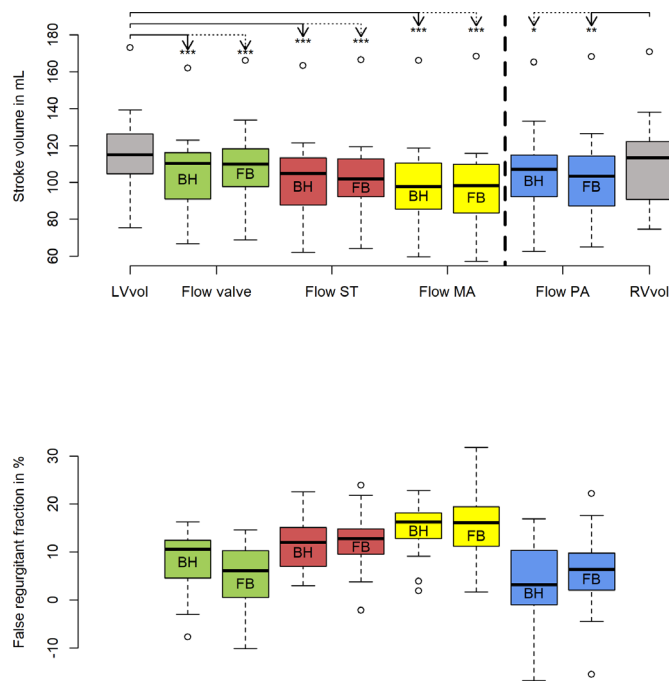 *** *** *** *** *** *** * **
Stroke volume in mL
180
160
140
120
100
80
60
BH FB BH FB BH FB BH FB
LVvol Flow valve Flow ST Flow MA Flow PA RVvol
False regurgitant fraction in %
30
20
10
0
-10
BH FB BH FB BH FB BH FB